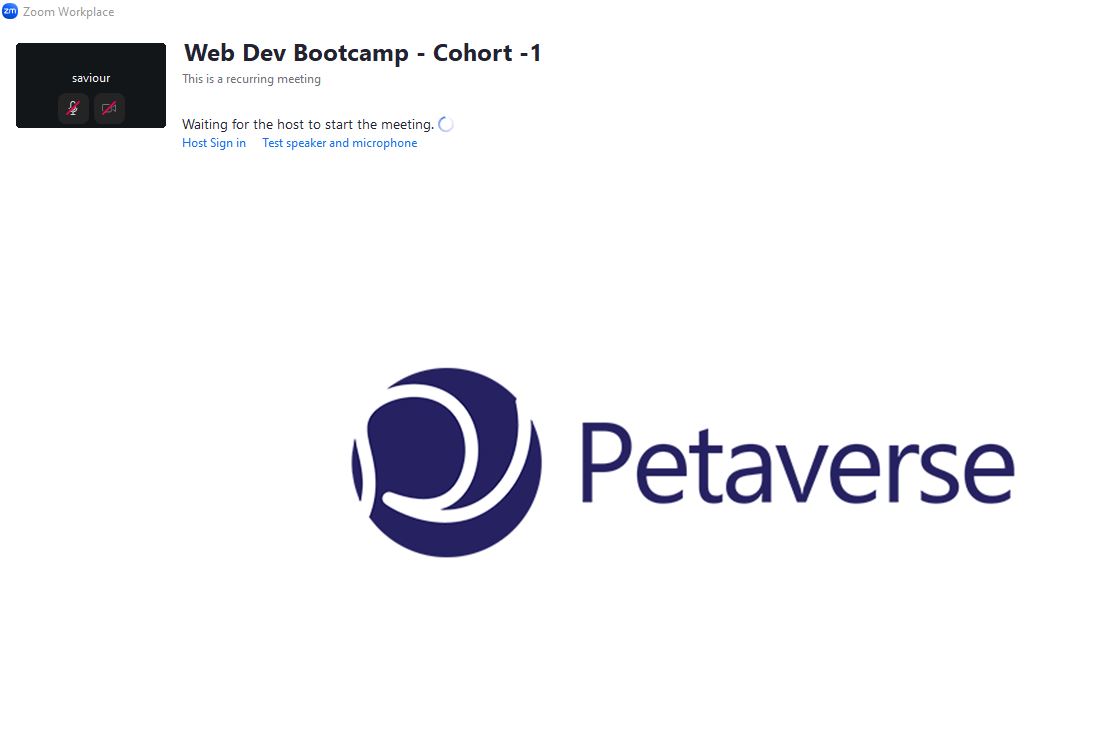 zm Zoom Workplace
saviour
Web Dev Bootcamp - Cohort -1
This is a recurring meeting
Waiting for the host to start the meeting.
Host Sign in Test speaker and microphone
Petaverse